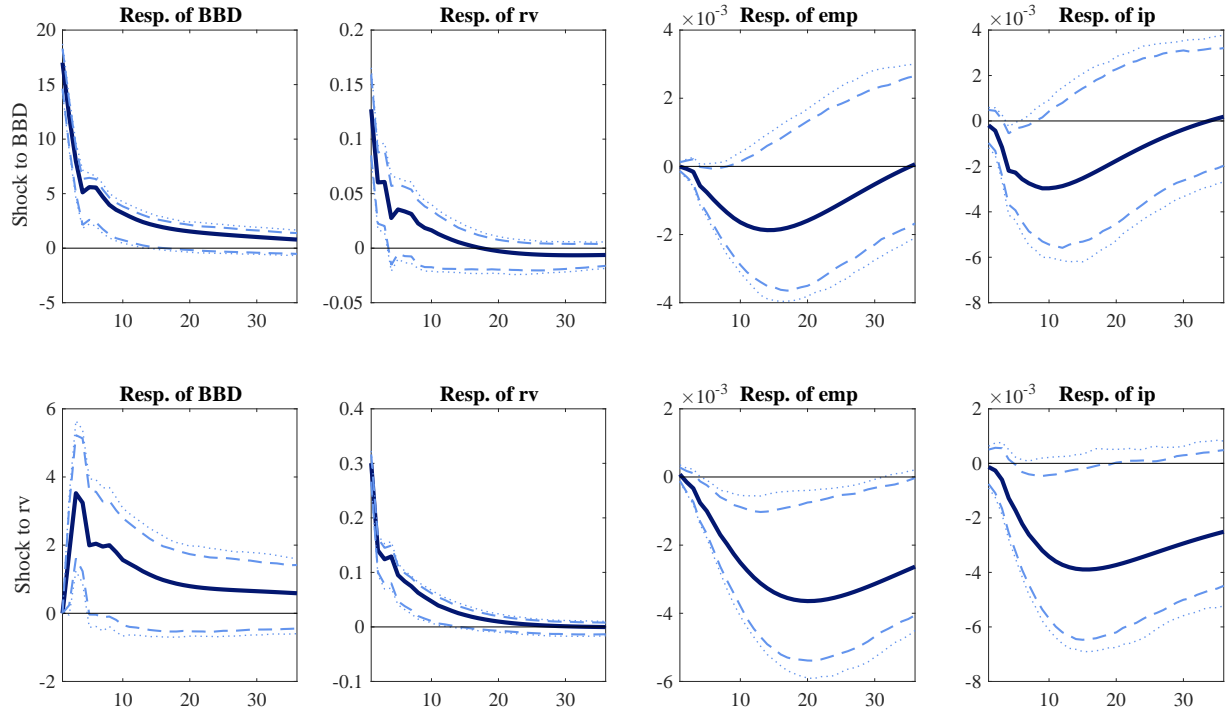 Resp. of BBD
Resp. of rv
Resp. of emp
Resp. of ip
Shock to BBD
20
15
10
5
0
-5
10 20 30
0.2
0.15
0.1
0.05
0
-0.05
10 20 30
×10-3
4
2
0
-2
-4
10 20 30
×10-3
4
2
0
-2
-4
-6
-8
10 20 30
Resp. of BBD
Resp. of rv
Resp. of emp
Resp. of ip
Shock to rv
6
4
2
0
-2
10 20 30
0.4
0.3
0.2
0.1
0
-0.1
10 20 30
×10-3
2
0
-2
-4
-6
10 20 30
×10-3
2
0
-2
-4
-6
-8
10 20 30